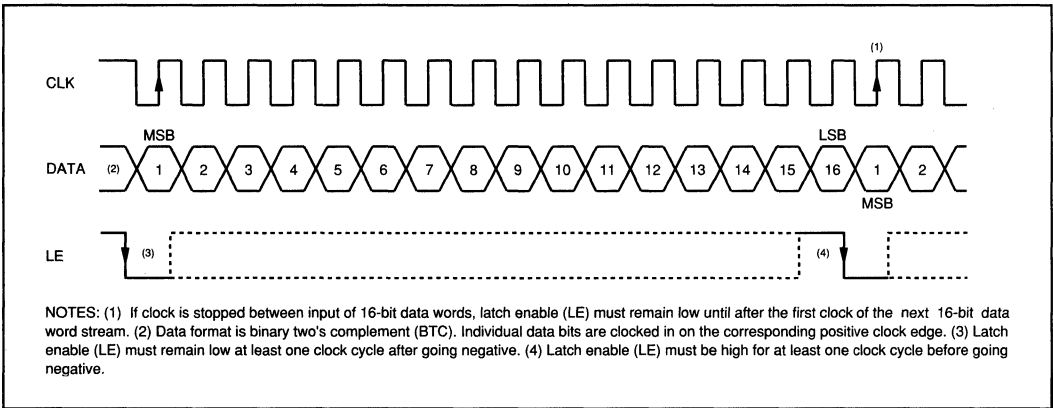 (1)
CLK
MSB
LSB
DATA (2) 1 2 3 4 5 6 7 8 9 10 11 12 13 14 15 16 1 2
MSB
LE (3) (4)
NOTES: (1) If clock is stopped between input of 16-bit data words, latch enable (LE) must remain low until after the first clock of the next 16-bit data
word stream. (2) Data format is binary two's complement (BTC). Individual data bits are clocked in on the corresponding positive clock edge. (3) Latch
enable (LE) must remain low at least one clock cycle after going negative. (4) Latch enable (LE) must be high for at least one clock cycle before going
negative.